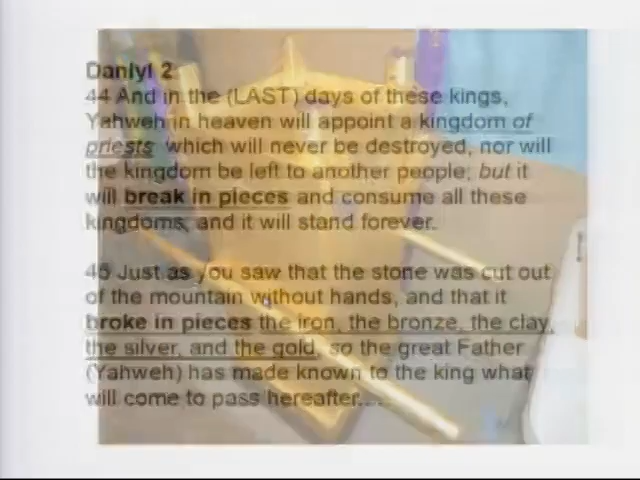 Daniyl 2
44 And in the (LAST) days of these kings,
Yahweh in heaven will appoint a kingdom of
priests which will never be destroyed, nor will
the kingdom be left to another people; but it
will break in pieces and consume all these
kingdoms, and it will stand forever.
45 Just as you saw that the stone was cut out
of the mountain without hands, and that it
broke in pieces the iron, the bronze, the clay,
the silver, and the gold, so the great Father
(Yahweh) has made known to the king what
will come to pass hereafter....